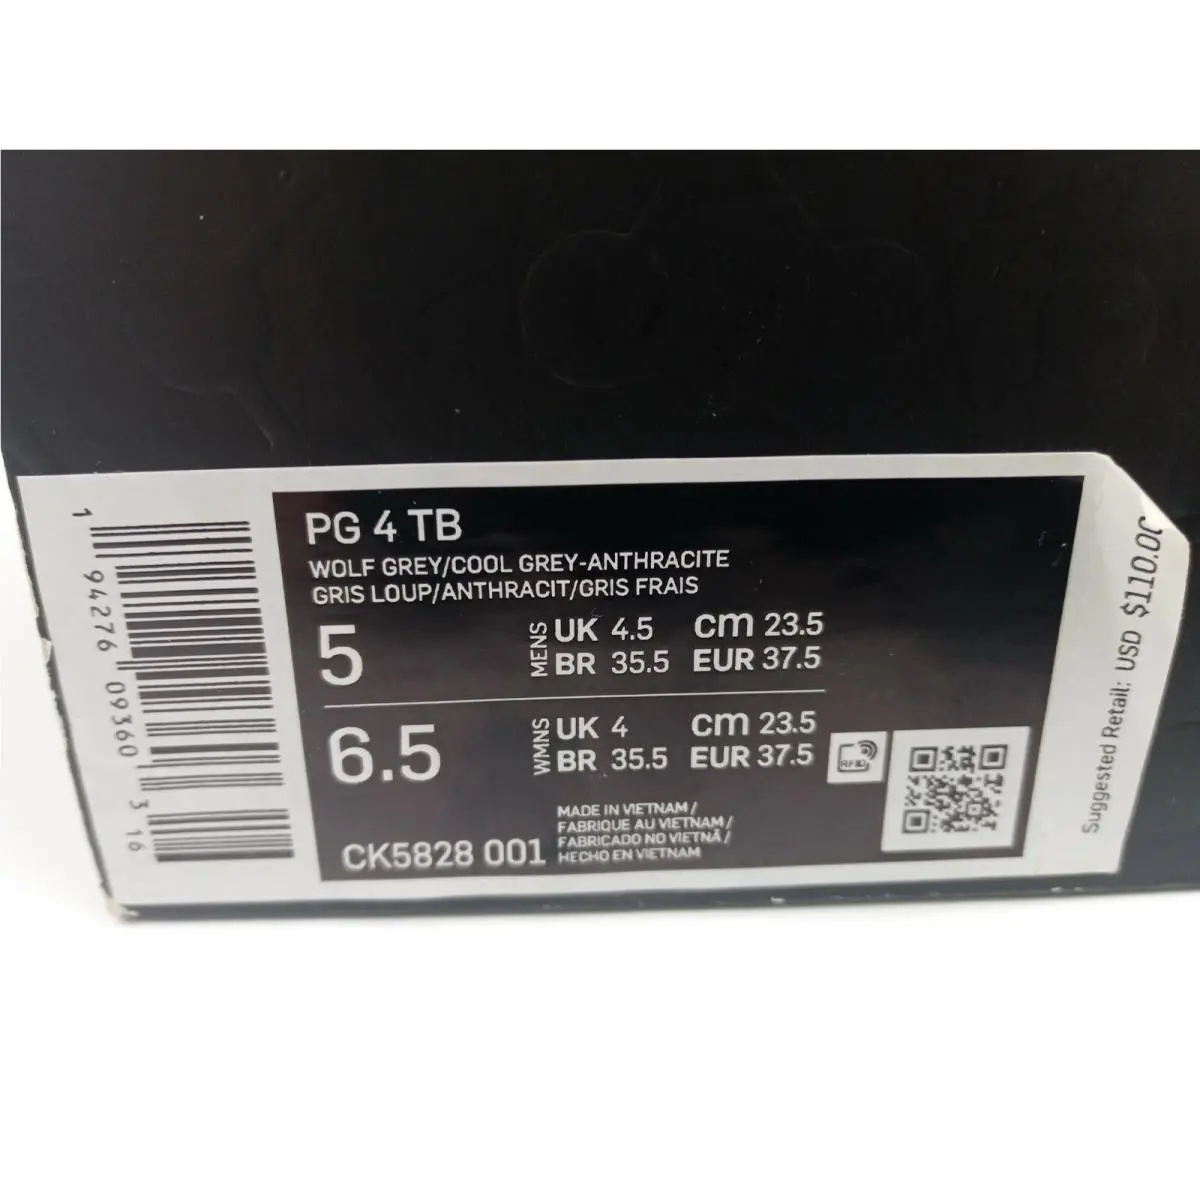 PG 4 TB
WOLF GREY/COOL GREY-ANTHRACITE
GRIS LOUP/ANTHRACIT/GRIS FRAIS
5
MENS
UK 4.5 cm 23.5
BR 35.5 EUR 37.5
6.5
WMNS
UK 4 cm 23.5
BR 35.5 EUR 37.5
RFID
CK5828 001
MADE IN VIETNAM /
FABRIQUE AU VIETNAM /
FABRICADO NO VIETNÃ /
HECHO EN VIETNAM
1 94276 09360 3 16
Suggested Retail: USD $110.00